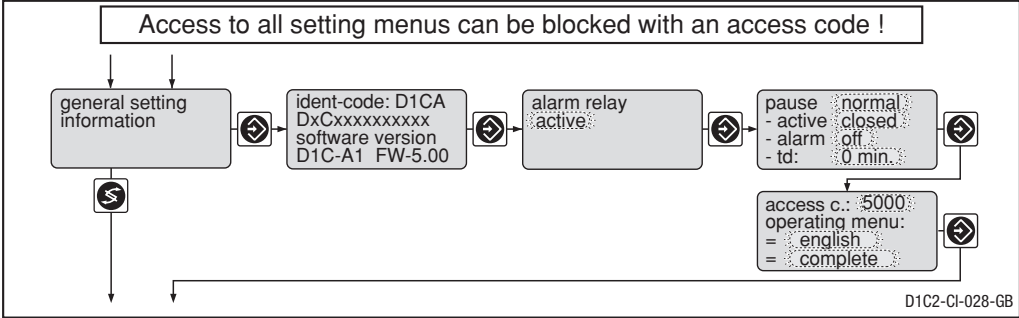 Access to all setting menus can be blocked with an access code !
general setting
information
ident-code: D1CA
DxCxxxxxxxxxx
software version
D1C-A1 FW-5.00
alarm relay
active
pause normal
- active closed
- alarm off
- td: 0 min.
access c.: 5000
operating menu:
= english
= complete
D1C2-CI-028-GB